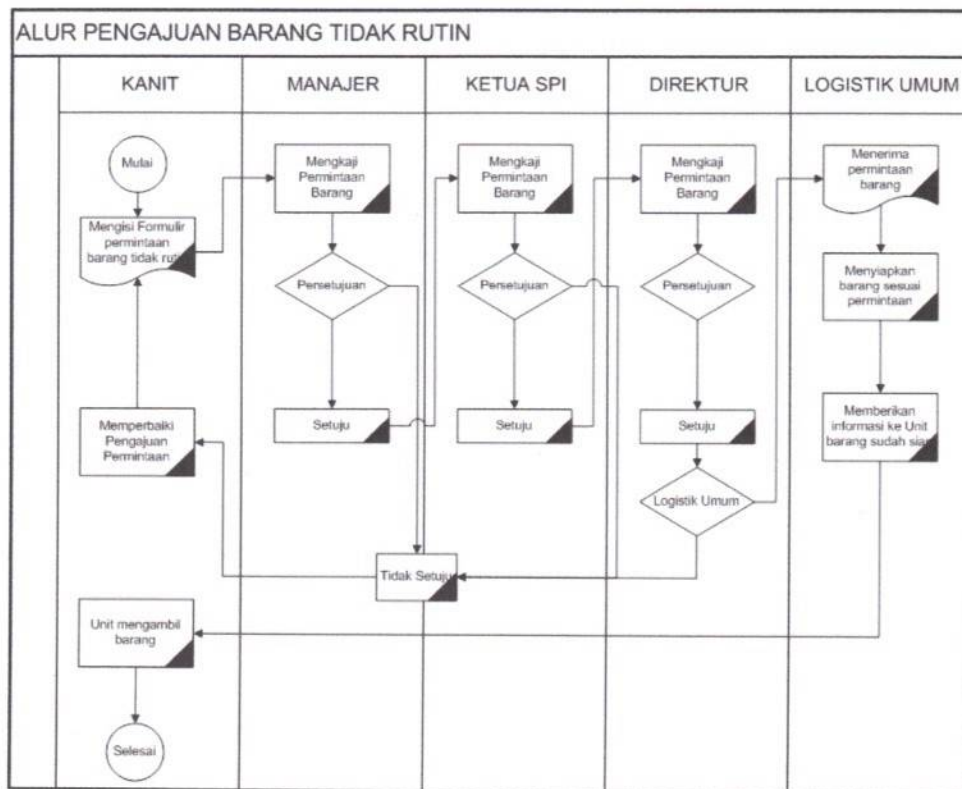 ALUR PENGAJUAN BARANG TIDAK RUTIN
KANIT
MANAJER
KETUA SPI
DIREKTUR
LOGISTIK UMUM
Mulai
Mengisi Formulir
permintaan
barang tidak rutin
Memperbaiki
Pengajuan
Permintaan
Unit mengambil
barang
Selesai
Mengkaji
Permintaan
Barang
Persetujuan
Setuju
Tidak Setuju
Mengkaji
Permintaan
Barang
Persetujuan
Setuju
Mengkaji
Permintaan
Barang
Persetujuan
Setuju
Logistik Umum
Menerima
permintaan
barang
Menyiapkan
barang sesuai
permintaan
Memberikan
informasi ke Unit
barang sudah siap